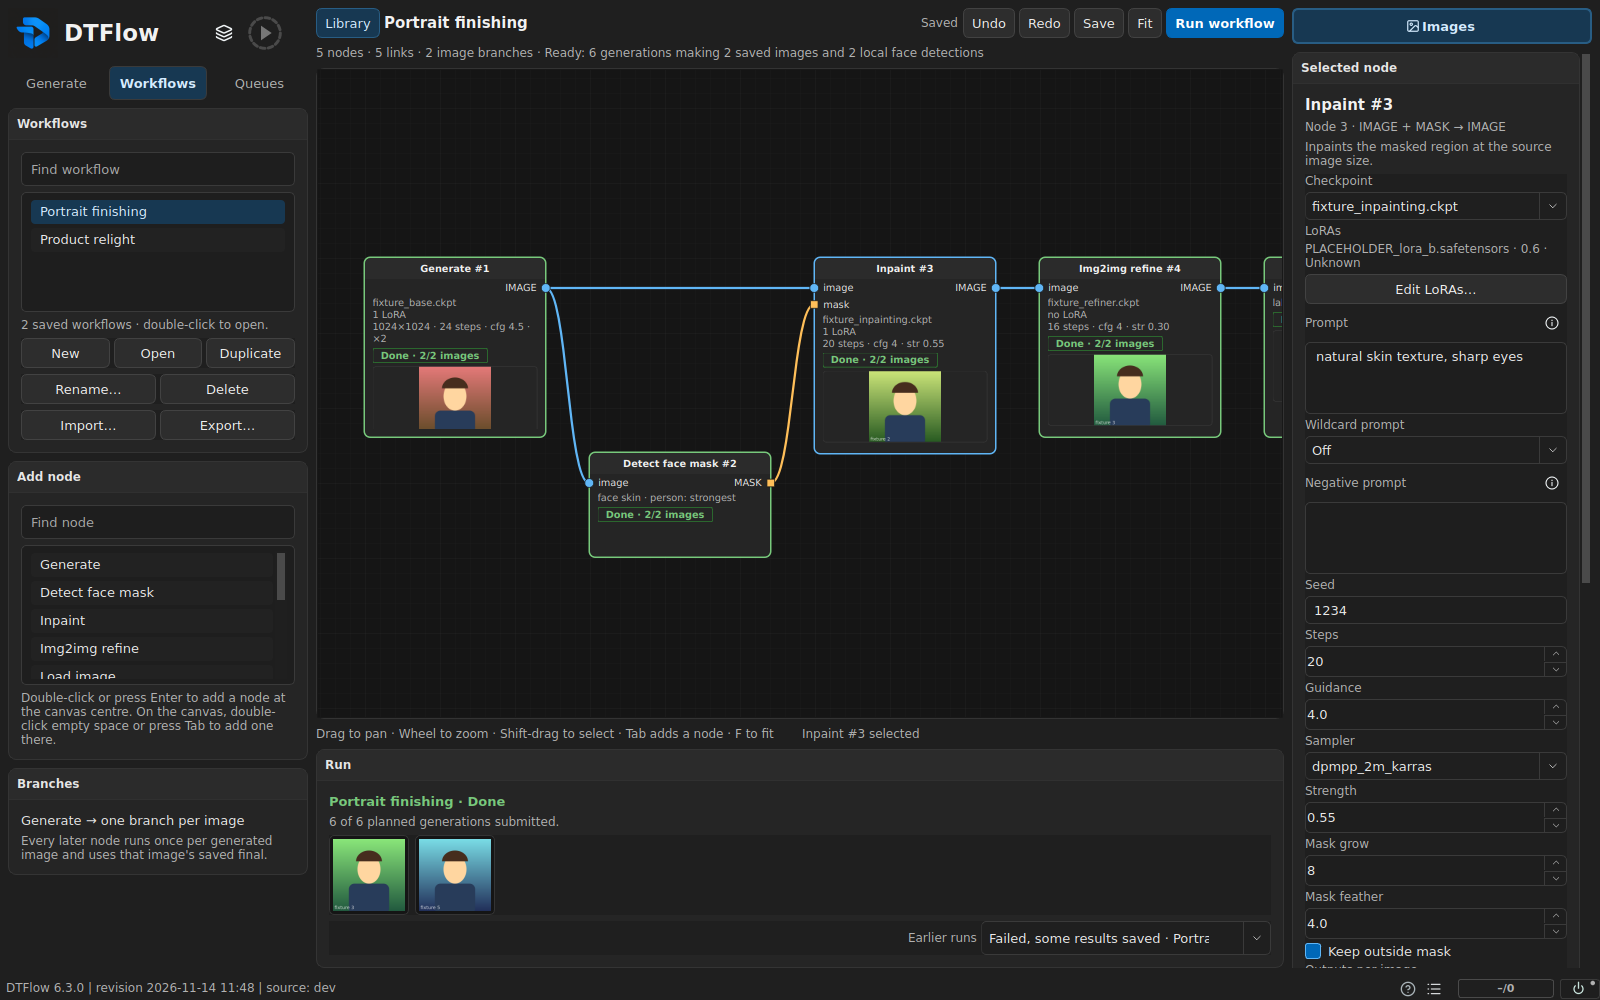 DTFlow
Generate
Workflows
Queues
Workflows
Find workflow
Portrait finishing
Product relight
2 saved workflows · double-click to open.
New
Open
Duplicate
Rename...
Delete
Import...
Export...
Add node
Find node
Generate
Detect face mask
Inpaint
Img2img refine
Load image
Double-click or press Enter to add a node at
the canvas centre. On the canvas, double-
click empty space or press Tab to add one
there.
Branches
Generate → one branch per image
Every later node runs once per generated
image and uses that image's saved final.
Library
Portrait finishing
Saved
Undo
Redo
Save
Fit
Run workflow
5 nodes · 5 links · 2 image branches · Ready: 6 generations making 2 saved images and 2 local face detections
Generate #1
IMAGE
fixture_base.ckpt
1 LoRA
1024×1024 · 24 steps · cfg 4.5 ·
×2
Done · 2/2 images
Detect face mask #2
image
MASK
face skin · person: strongest
Done · 2/2 images
Inpaint #3
image
IMAGE
mask
fixture_inpainting.ckpt
1 LoRA
20 steps · cfg 4 · str 0.55
Done · 2/2 images
fixture 2
Img2img refine #4
image
IMAGE
fixture_refiner.ckpt
no LoRA
16 steps · cfg 4 · str 0.30
Done · 2/2 images
fixture 3
Drag to pan · Wheel to zoom · Shift-drag to select · Tab adds a node · F to fit
Inpaint #3 selected
Run
Portrait finishing · Done
6 of 6 planned generations submitted.
fixture 3
fixture 5
Earlier runs
Failed, some results saved · Portra
Images
Selected node
Inpaint #3
Node 3 · IMAGE + MASK → IMAGE
Inpaints the masked region at the source
image size.
Checkpoint
fixture_inpainting.ckpt
LoRAs
PLACEHOLDER_lora_b.safetensors · 0.6 ·
Unknown
Edit LoRAs...
Prompt
natural skin texture, sharp eyes
Wildcard prompt
Off
Negative prompt
Seed
1234
Steps
20
Guidance
4.0
Sampler
dpmpp_2m_karras
Strength
0.55
Mask grow
8
Mask feather
4.0
Keep outside mask
Outputs per image
DTFlow 6.3.0 | revision 2026-11-14 11:48 | source: dev
-/0